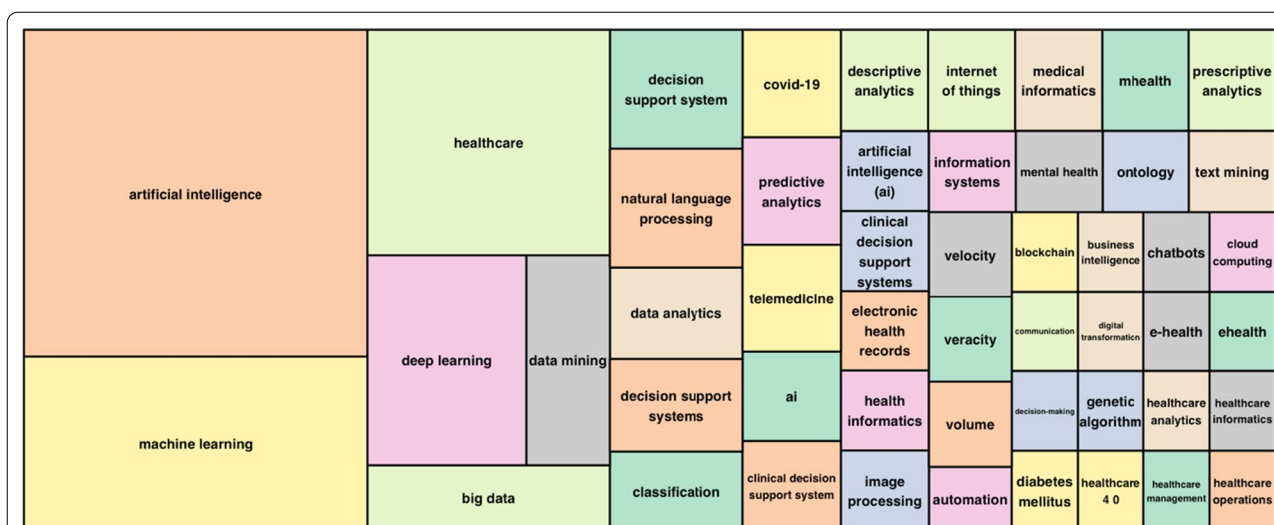 artificial intelligence
machine learning
healthcare
deep learning
data mining
big data
decision
support system
natural language
processing
data analytics
decision support
systems
classification
covid-19
predictive
analytics
telemedicine
ai
clinical decision
support system
descriptive
analytics
internet
of things
medical
informatics
mhealth
prescriptive
analytics
artificial
intelligence
(ai)
information
systems
mental health
ontology
text mining
clinical
decision
support
systems
electronic
health
records
health
informatics
image
processing
velocity
veracity
volume
automation
blockchain
business
intelligence
chatbots
cloud
computing
communication
digital
transformation
e-health
ehealth
decision-making
genetic
algorithm
healthcare
analytics
healthcare
informatics
diabetes
mellitus
healthcare
4 0
healthcare
management
healthcare
operations